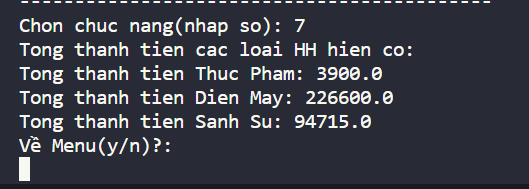 --------------------------------------------
Chon chuc nang(nhap so): 7
Tong thanh tien cac loai HH hien co:
Tong thanh tien Thuc Pham: 3900.0
Tong thanh tien Dien May: 226600.0
Tong thanh tien Sanh Su: 94715.0
Về Menu(y/n)?: